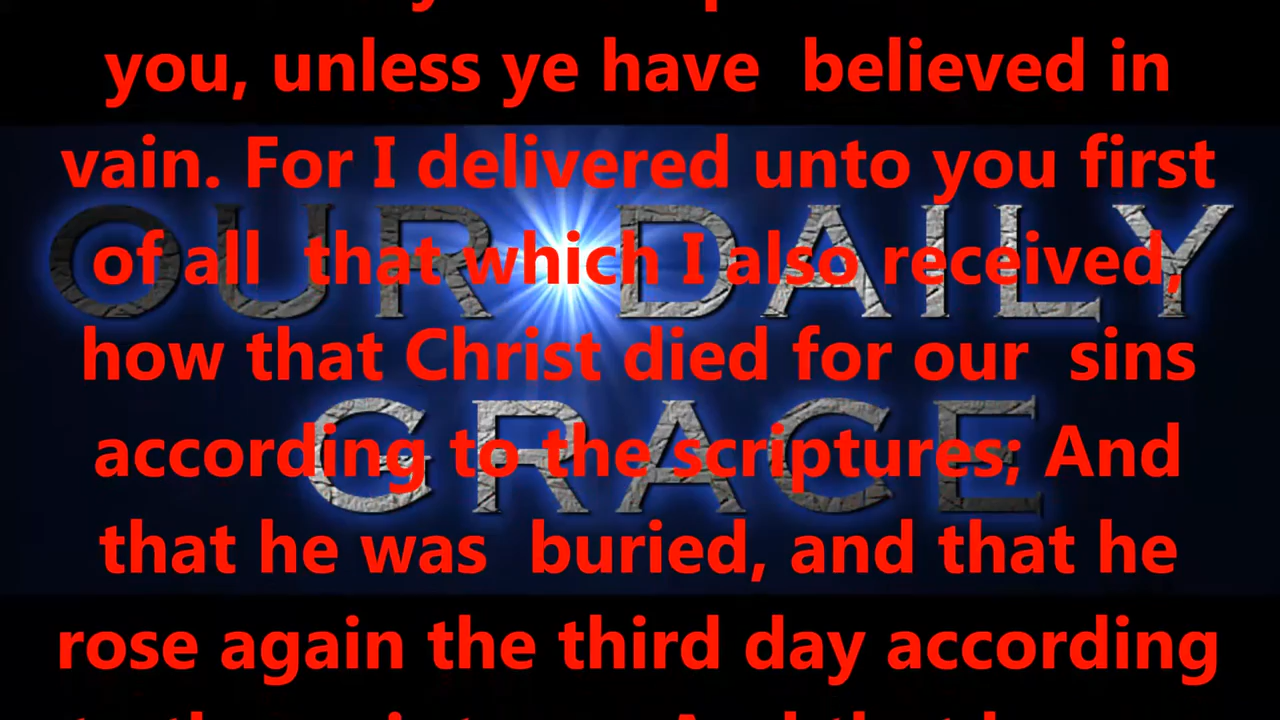 you, unless ye have believed in
vain. For I delivered unto you first
of all that which I also received,
how that Christ died for our sins
according to the scriptures; And
that he was buried, and that he
rose again the third day according
OUR DAILY
GRACE